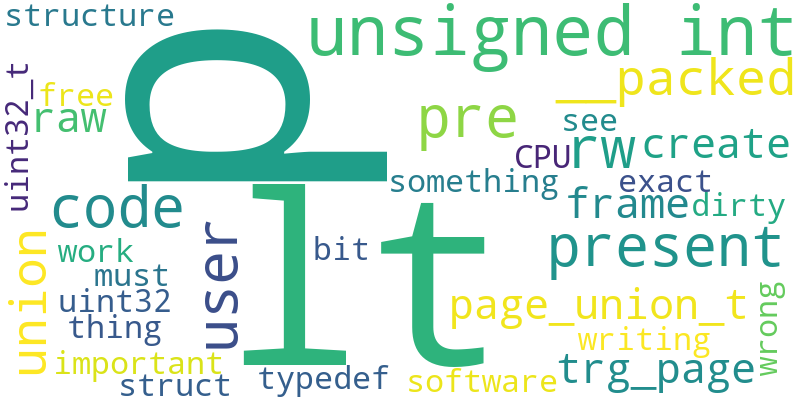 structure
unsigned int
p
__packed
uint32_t
free
raw
pre
see
CPU
rw
create
something
exact
code
frame
dirty
lt
user
union
work
bit
present
must
uint32
thing
page_union_t
writing
wrong
important
struct
typedef
software
trg_page